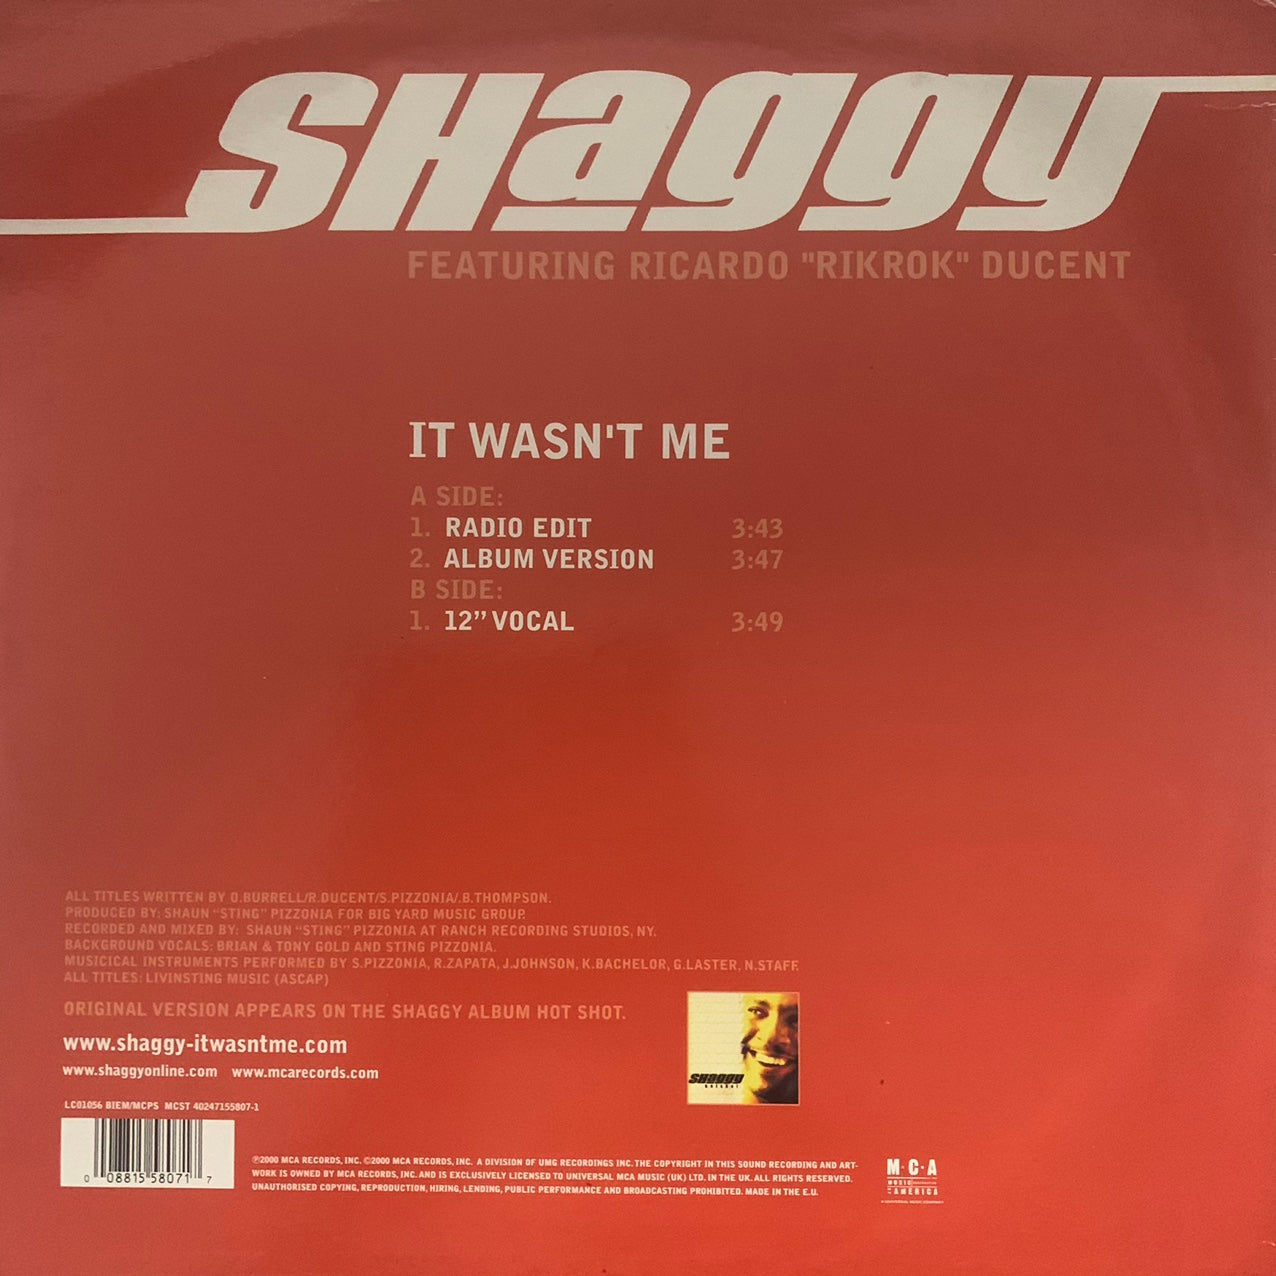 SHaggy
FEATURING RICARDO "RIKROK" DUCENT
IT WASN'T ME
A SIDE:
1. RADIO EDIT 3:43
2. ALBUM VERSION 3:47
B SIDE:
1. 12” VOCAL 3:49
ALL TITLES WRITTEN BY O.BURRELL/R.DUCENT/S.PIZZONIA/.B.THOMPSON.
PRODUCED BY: SHAUN “STING” PIZZONIA FOR BIG YARD MUSIC GROUP.
RECORDED AND MIXED BY: SHAUN “STING” PIZZONIA AT RANCH RECORDING STUDIOS, NY.
BACKGROUND VOCALS: BRIAN & TONY GOLD AND STING PIZZONIA.
MUSICICAL INSTRUMENTS PERFORMED BY S.PIZZONIA, R.ZAPATA, J.JOHNSON, K.BACHELOR, G.LASTER, N.STAFF.
ALL TITLES: LIVINSTING MUSIC (ASCAP)
ORIGINAL VERSION APPEARS ON THE SHAGGY ALBUM HOT SHOT.
www.shaggy-itwasntme.com
www.shaggyonline.com www.mcarecords.com
SHaggy
hotshot
LC01056 BIEM/MCPS MCST 40247155807-1
0 08815 58071 7
℗2000 MCA RECORDS, INC. ©2000 MCA RECORDS, INC. A DIVISION OF UMG RECORDINGS INC. THE COPYRIGHT IN THIS SOUND RECORDING AND ART-
WORK IS OWNED BY MCA RECORDS, INC. AND IS EXCLUSIVELY LICENSED TO UNIVERSAL MCA MUSIC (UK) LTD. IN THE UK. ALL RIGHTS RESERVED.
UNAUTHORISED COPYING, REPRODUCTION, HIRING, LENDING, PUBLIC PERFORMANCE AND BROADCASTING PROHIBITED. MADE IN THE E.U.
M·C·A
MUSIC
AMERICA
A UNIVERSAL MUSIC COMPANY